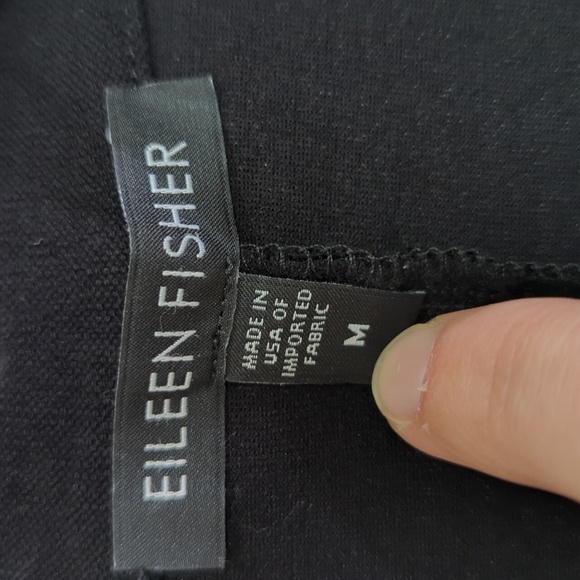 EILEEN FISHER
MADE IN
USA OF
IMPORTED
FABRIC
M